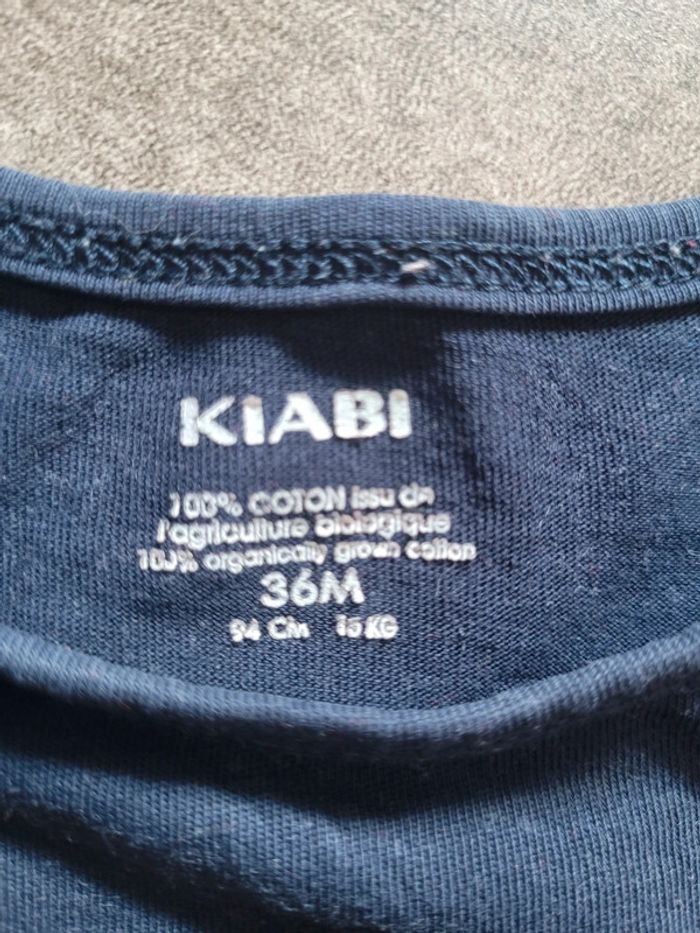 KIABI
100% COTON issu de
l'agriculture biologique
100% organically grown cotton
36M
94 Cm 15 KG